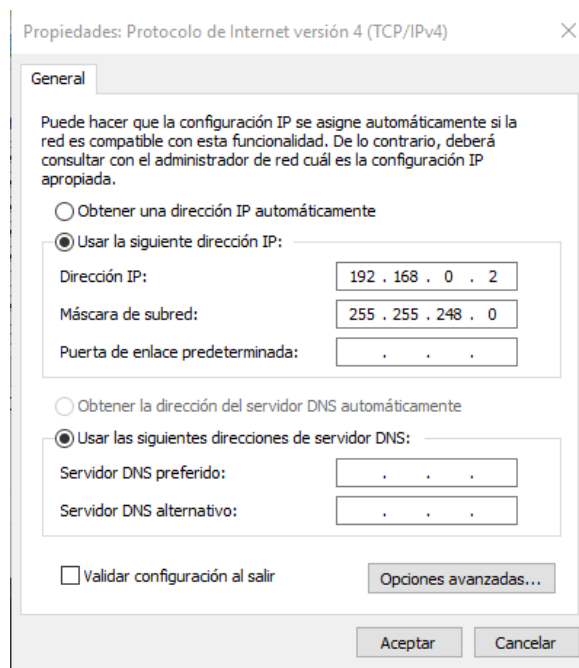 Propiedades: Protocolo de Internet versión 4 (TCP/IPv4)
General
Puede hacer que la configuración IP se asigne automáticamente si la
red es compatible con esta funcionalidad. De lo contrario, deberá
consultar con el administrador de red cuál es la configuración IP
apropiada.
Obtener una dirección IP automáticamente
Usar la siguiente dirección IP:
Dirección IP: 192 . 168 . 0 . 2
Máscara de subred: 255 . 255 . 248 . 0
Puerta de enlace predeterminada: . . .
Obtener la dirección del servidor DNS automáticamente
Usar las siguientes direcciones de servidor DNS:
Servidor DNS preferido: . . .
Servidor DNS alternativo: . . .
Validar configuración al salir
Opciones avanzadas...
Aceptar Cancelar